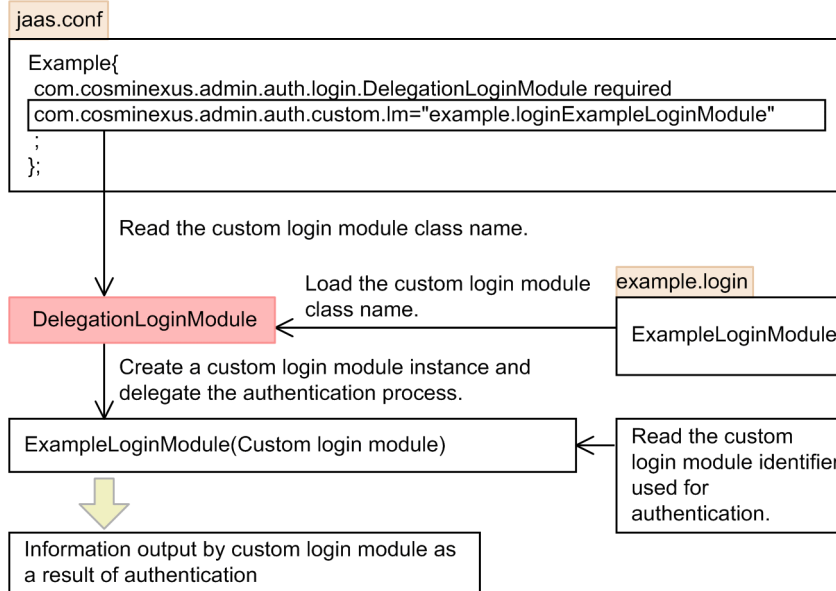 jaas.conf
Example{
com.cosminexus.admin.auth.login.DelegationLoginModule required
com.cosminexus.admin.auth.custom.lm="example.loginExampleLoginModule"
;
};
Read the custom login module class name.
Load the custom login module
class name.
example.login
ExampleLoginModule
DelegationLoginModule
Create a custom login module instance and
delegate the authentication process.
ExampleLoginModule(Custom login module)
Read the custom
login module identifier
used for
authentication.
Information output by custom login module as
a result of authentication